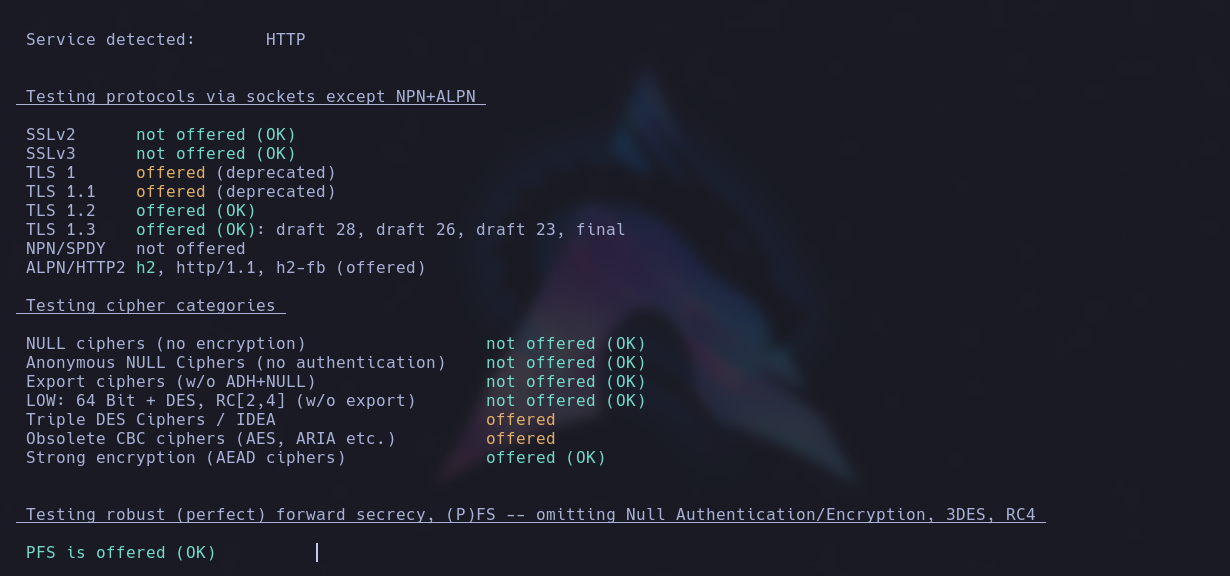 Service detected:       HTTP
Testing protocols via sockets except NPN+ALPN
SSLv2      not offered (OK)
SSLv3      not offered (OK)
TLS 1      offered (deprecated)
TLS 1.1    offered (deprecated)
TLS 1.2    offered (OK)
TLS 1.3    offered (OK): draft 28, draft 26, draft 23, final
NPN/SPDY   not offered
ALPN/HTTP2 h2, http/1.1, h2-fb (offered)
Testing cipher categories
NULL ciphers (no encryption)                  not offered (OK)
Anonymous NULL Ciphers (no authentication)    not offered (OK)
Export ciphers (w/o ADH+NULL)                 not offered (OK)
LOW: 64 Bit + DES, RC[2,4] (w/o export)       not offered (OK)
Triple DES Ciphers / IDEA                     offered
Obsolete CBC ciphers (AES, ARIA etc.)         offered
Strong encryption (AEAD ciphers)              offered (OK)
Testing robust (perfect) forward secrecy, (P)FS -- omitting Null Authentication/Encryption, 3DES, RC4
PFS is offered (OK)